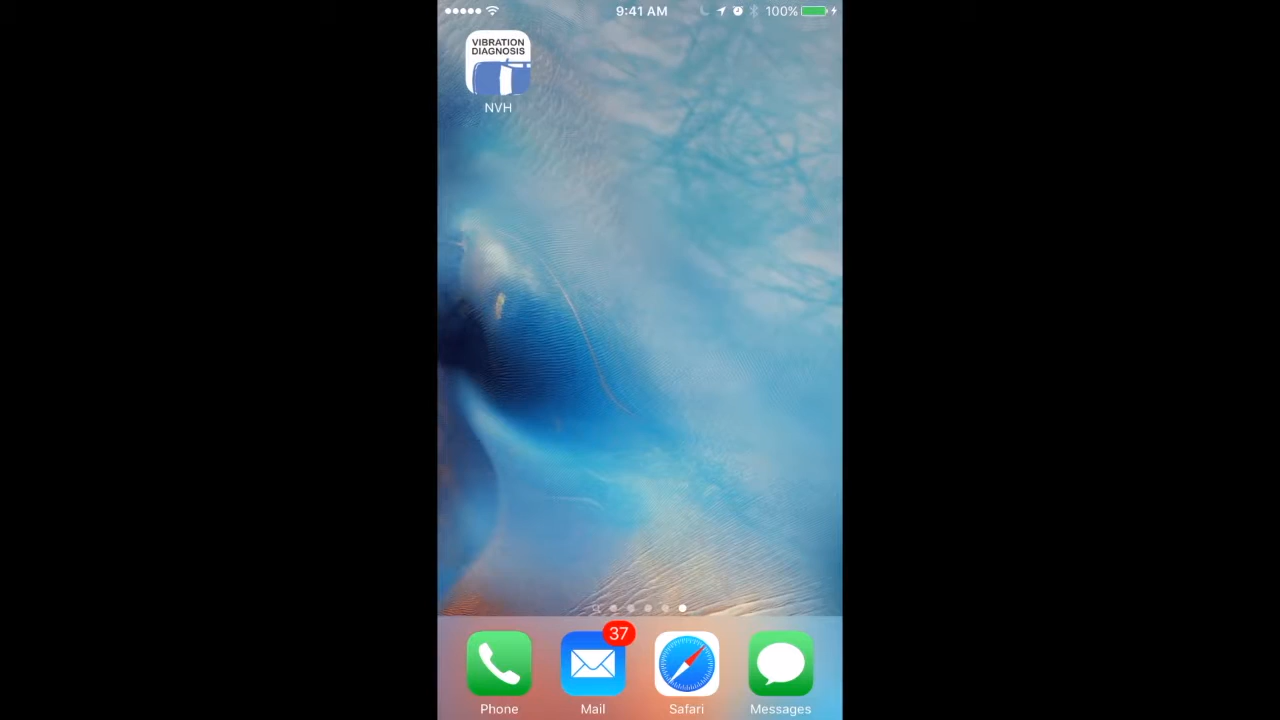 9:41 AM
100%
VIBRATION
DIAGNOSIS
NVH
37
Phone
Mail
Safari
Messages